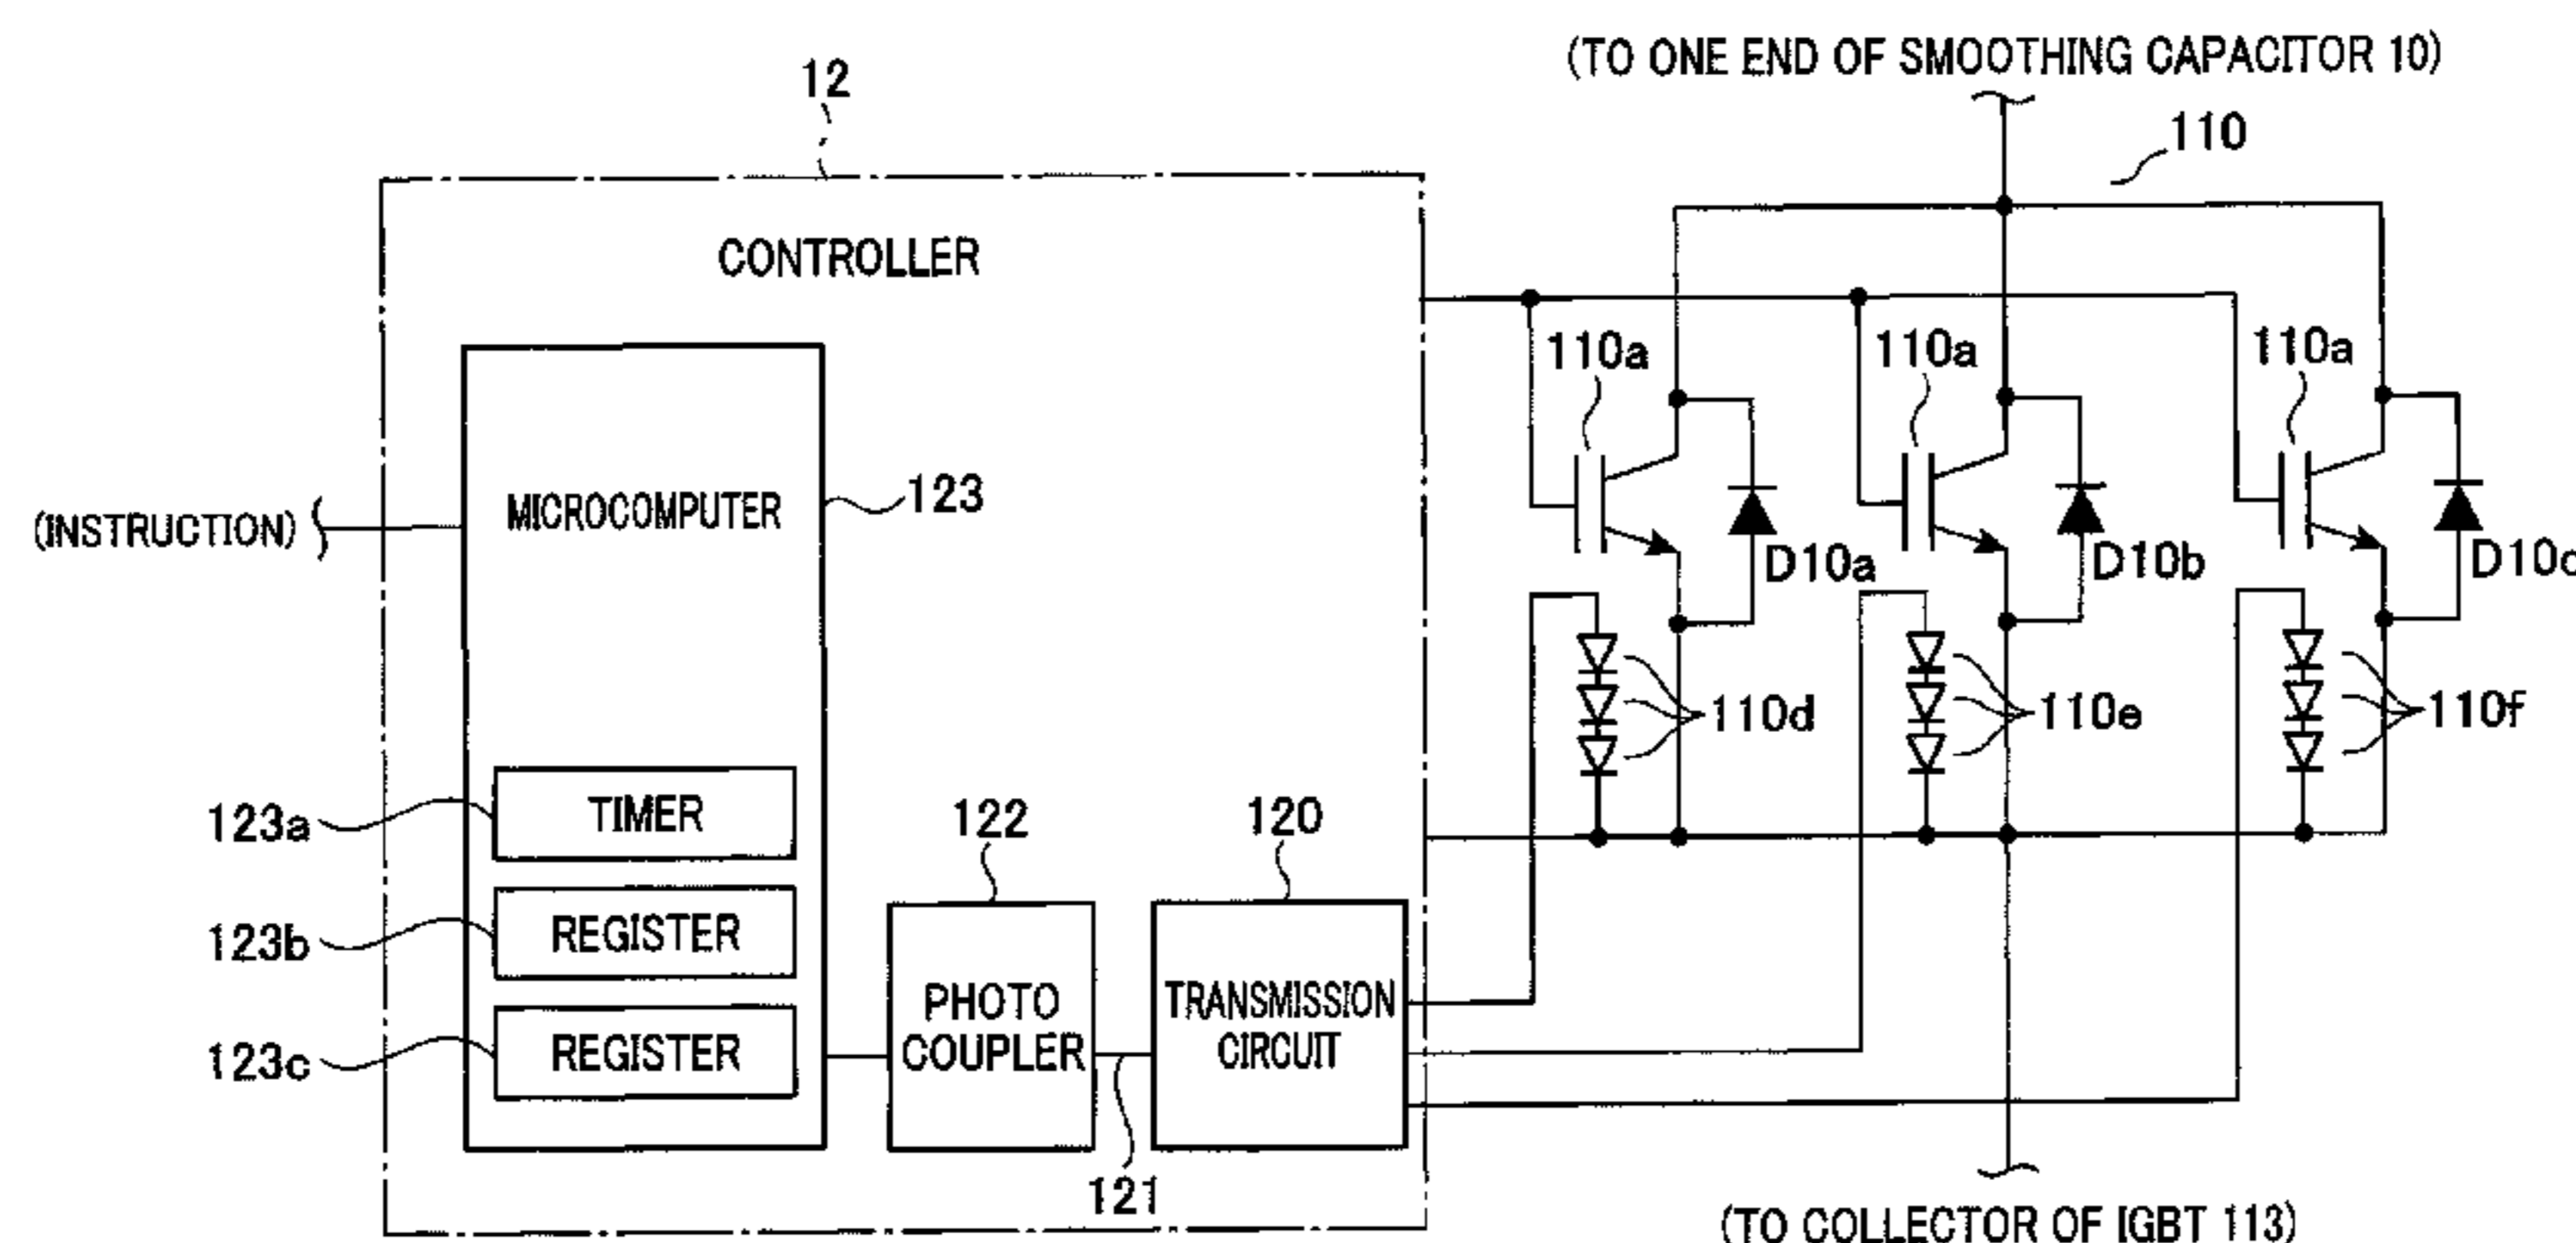 (TO ONE END OF SMOOTHING CAPACITOR 10)
12
110
CONTROLLER
110a
110a
110a
MICROCOMPUTER
123
(INSTRUCTION)
D10a
D10b
D10c
110d
110e
110f
123a
TIMER
122
120
123b
REGISTER
PHOTO
COUPLER
TRANSMISSION
CIRCUIT
123c
REGISTER
121
(TO COLLECTOR OF IGBT 113)